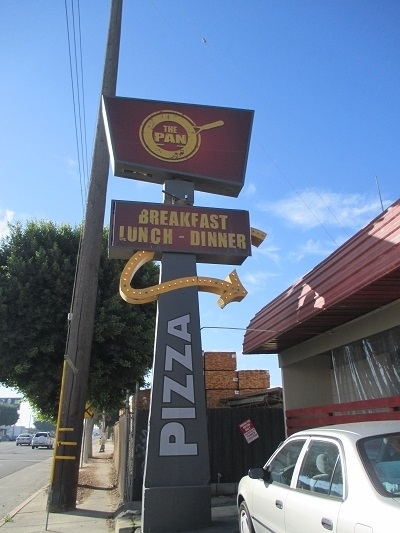 THE
PAN
BREAKFAST
LUNCH - DINNER
PIZZA